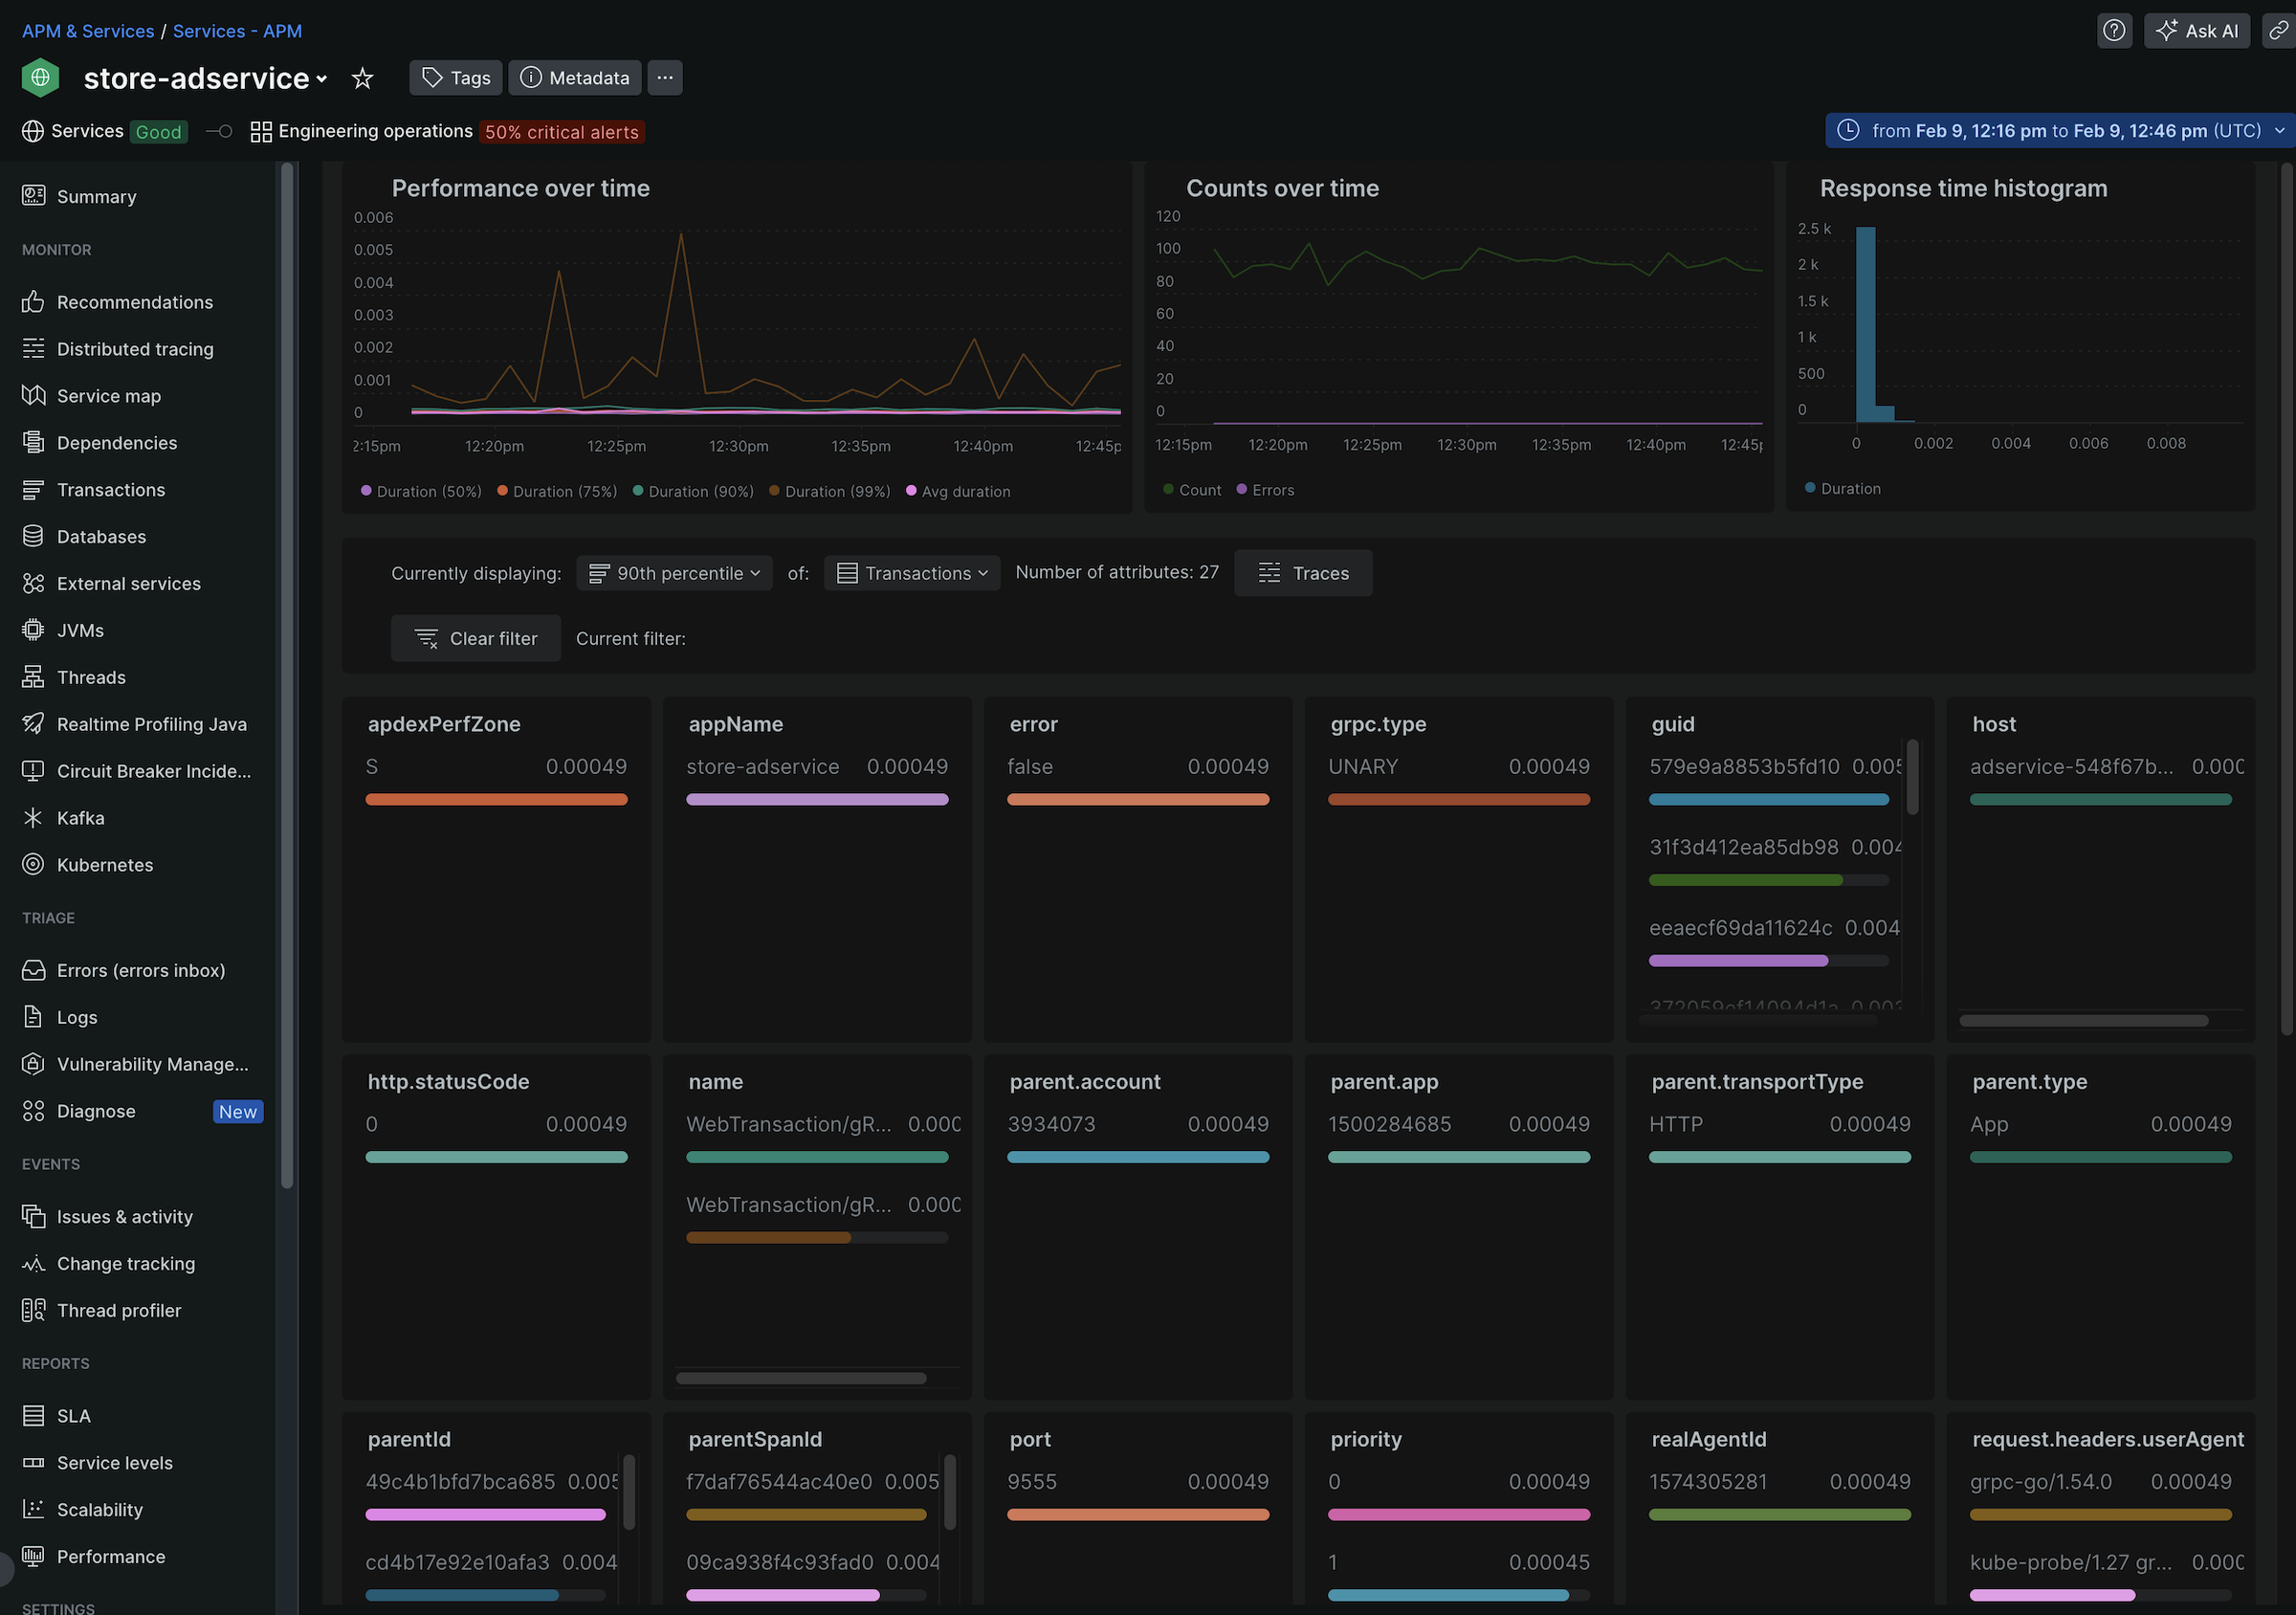 APM & Services / Services - APM
Ask AI
store-adservice
Tags
Metadata
Services Good
Engineering operations 50% critical alerts
from Feb 9, 12:16 pm to Feb 9, 12:46 pm (UTC)
Summary
MONITOR
Recommendations
Distributed tracing
Service map
Dependencies
Transactions
Databases
External services
JVMs
Threads
Realtime Profiling Java
Circuit Breaker Incide...
Kafka
Kubernetes
TRIAGE
Errors (errors inbox)
Logs
Vulnerability Manage...
Diagnose New
EVENTS
Issues & activity
Change tracking
Thread profiler
REPORTS
SLA
Service levels
Scalability
Performance
SETTINGS
Performance over time
0.006
0.005
0.004
0.003
0.002
0.001
0
2:15pm 12:20pm 12:25pm 12:30pm 12:35pm 12:40pm 12:45p
Duration (50%) Duration (75%) Duration (90%) Duration (99%) Avg duration
Counts over time
120
100
80
60
40
20
0
12:15pm 12:20pm 12:25pm 12:30pm 12:35pm 12:40pm 12:45p
Count Errors
Response time histogram
2.5 k
2 k
1.5 k
1 k
500
0
0 0.002 0.004 0.006 0.008
Duration
Currently displaying: 90th percentile of: Transactions Number of attributes: 27 Traces
Clear filter Current filter:
apdexPerfZone
S 0.00049
appName
store-adservice 0.00049
error
false 0.00049
grpc.type
UNARY 0.00049
guid
579e9a8853b5fd10 0.005
31f3d412ea85db98 0.004
eeaecf69da11624c 0.004
host
adservice-548f67b... 0.000
http.statusCode
0 0.00049
name
WebTransaction/gR... 0.000
WebTransaction/gR... 0.000
parent.account
3934073 0.00049
parent.app
1500284685 0.00049
parent.transportType
HTTP 0.00049
parent.type
App 0.00049
parentId
49c4b1bfd7bca685 0.005
cd4b17e92e10afa3 0.004
parentSpanId
f7daf76544ac40e0 0.005
09ca938f4c93fad0 0.004
port
9555 0.00049
priority
0 0.00049
1 0.00045
realAgentId
1574305281 0.00049
request.headers.userAgent
grpc-go/1.54.0 0.00049
kube-probe/1.27 gr... 0.000